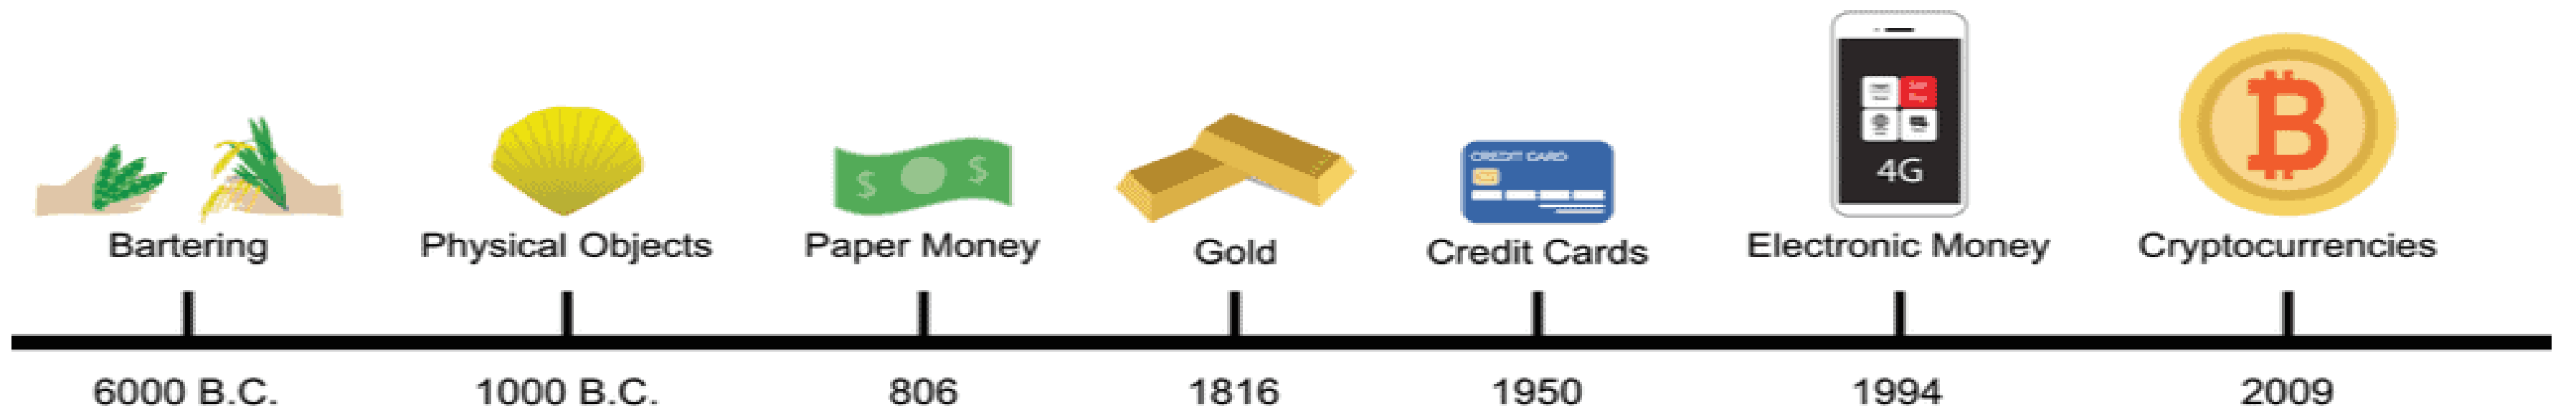 CREDIT CARD
4G
$ $
Bartering
Physical Objects
Paper Money
Gold
Credit Cards
Electronic Money
Cryptocurrencies
6000 B.C.
1000 B.C.
806
1816
1950
1994
2009